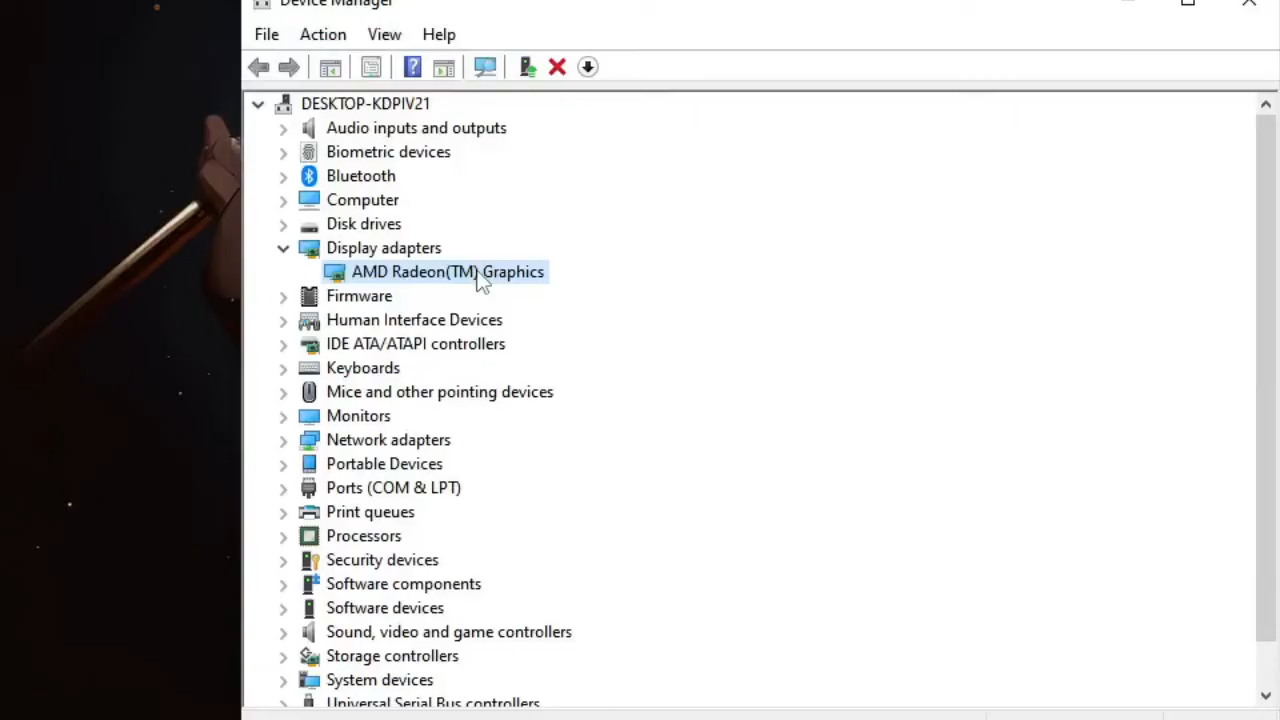 Device Manager
File Action View Help
DESKTOP-KDPIV21
Audio inputs and outputs
Biometric devices
Bluetooth
Computer
Disk drives
Display adapters
AMD Radeon(TM) Graphics
Firmware
Human Interface Devices
IDE ATA/ATAPI controllers
Keyboards
Mice and other pointing devices
Monitors
Network adapters
Portable Devices
Ports (COM & LPT)
Print queues
Processors
Security devices
Software components
Software devices
Sound, video and game controllers
Storage controllers
System devices
Universal Serial Bus controllers